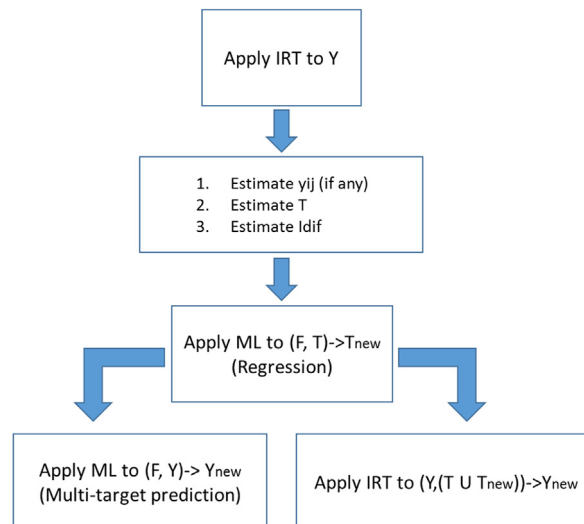 Apply IRT to Y
1. Estimate yij (if any)
2. Estimate T
3. Estimate Idif
Apply ML to (F, T)->Tnew
(Regression)
Apply ML to (F, Y)-> Ynew
(Multi-target prediction)
Apply IRT to (Y,(T U Tnew))->Ynew